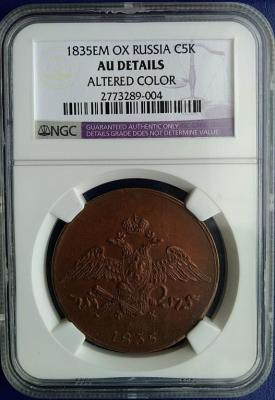 1835EM OX RUSSIA C5K
AU DETAILS
ALTERED COLOR
2773289-004
NGC
GUARANTEED AUTHENTIC ONLY
DETAILS GRADE DOES NOT DETERMINE VALUE
1835